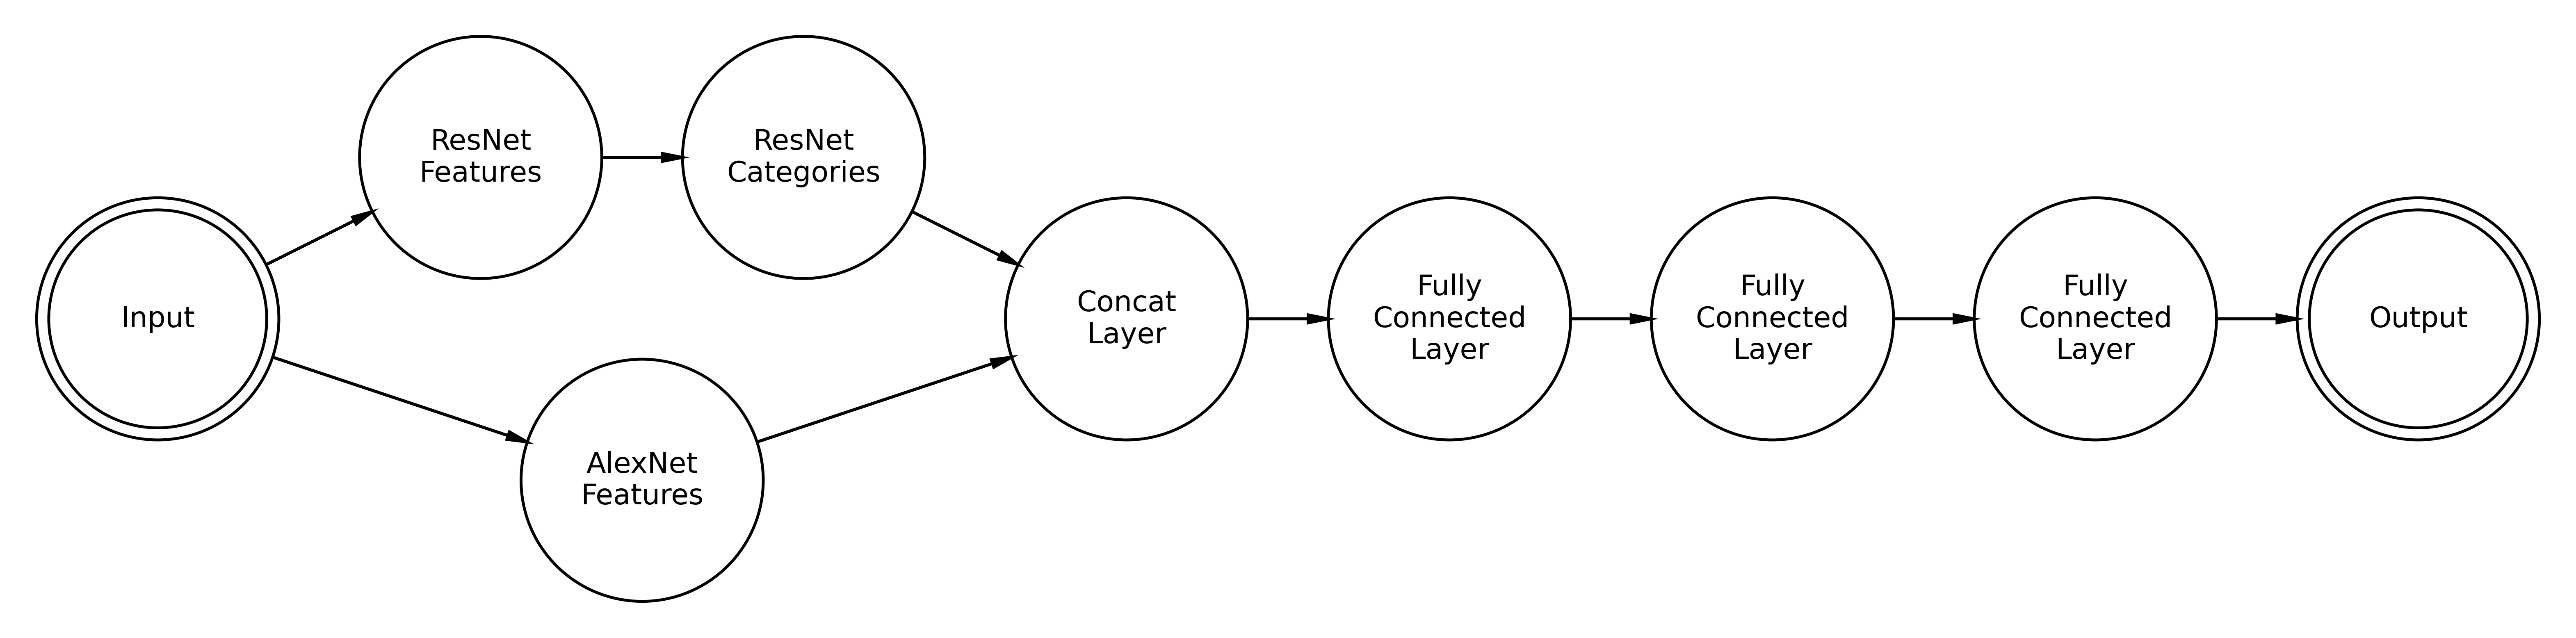 Input
ResNet
Features
ResNet
Categories
AlexNet
Features
Concat
Layer
Fully
Connected
Layer
Fully
Connected
Layer
Fully
Connected
Layer
Output